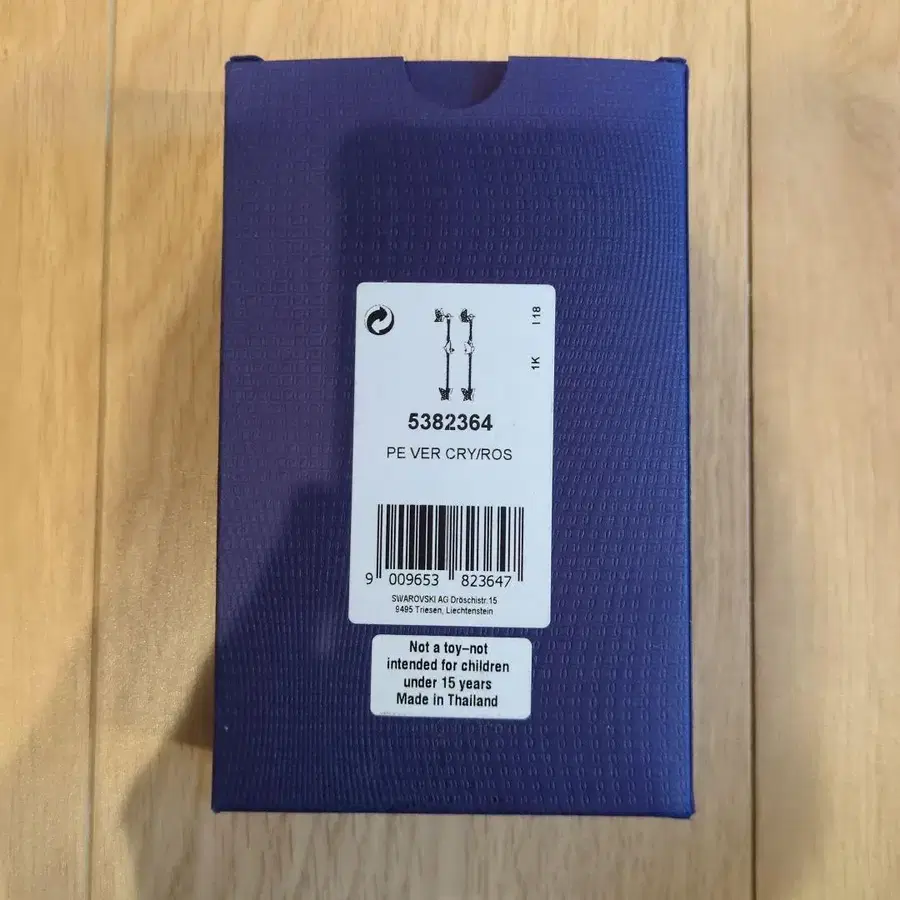 I 18
1K
5382364
PE VER CRY/ROS
9 009653 823647
SWAROVSKI AG Dröschistr.15
9495 Triesen, Liechtenstein
Not a toy–not
intended for children
under 15 years
Made in Thailand